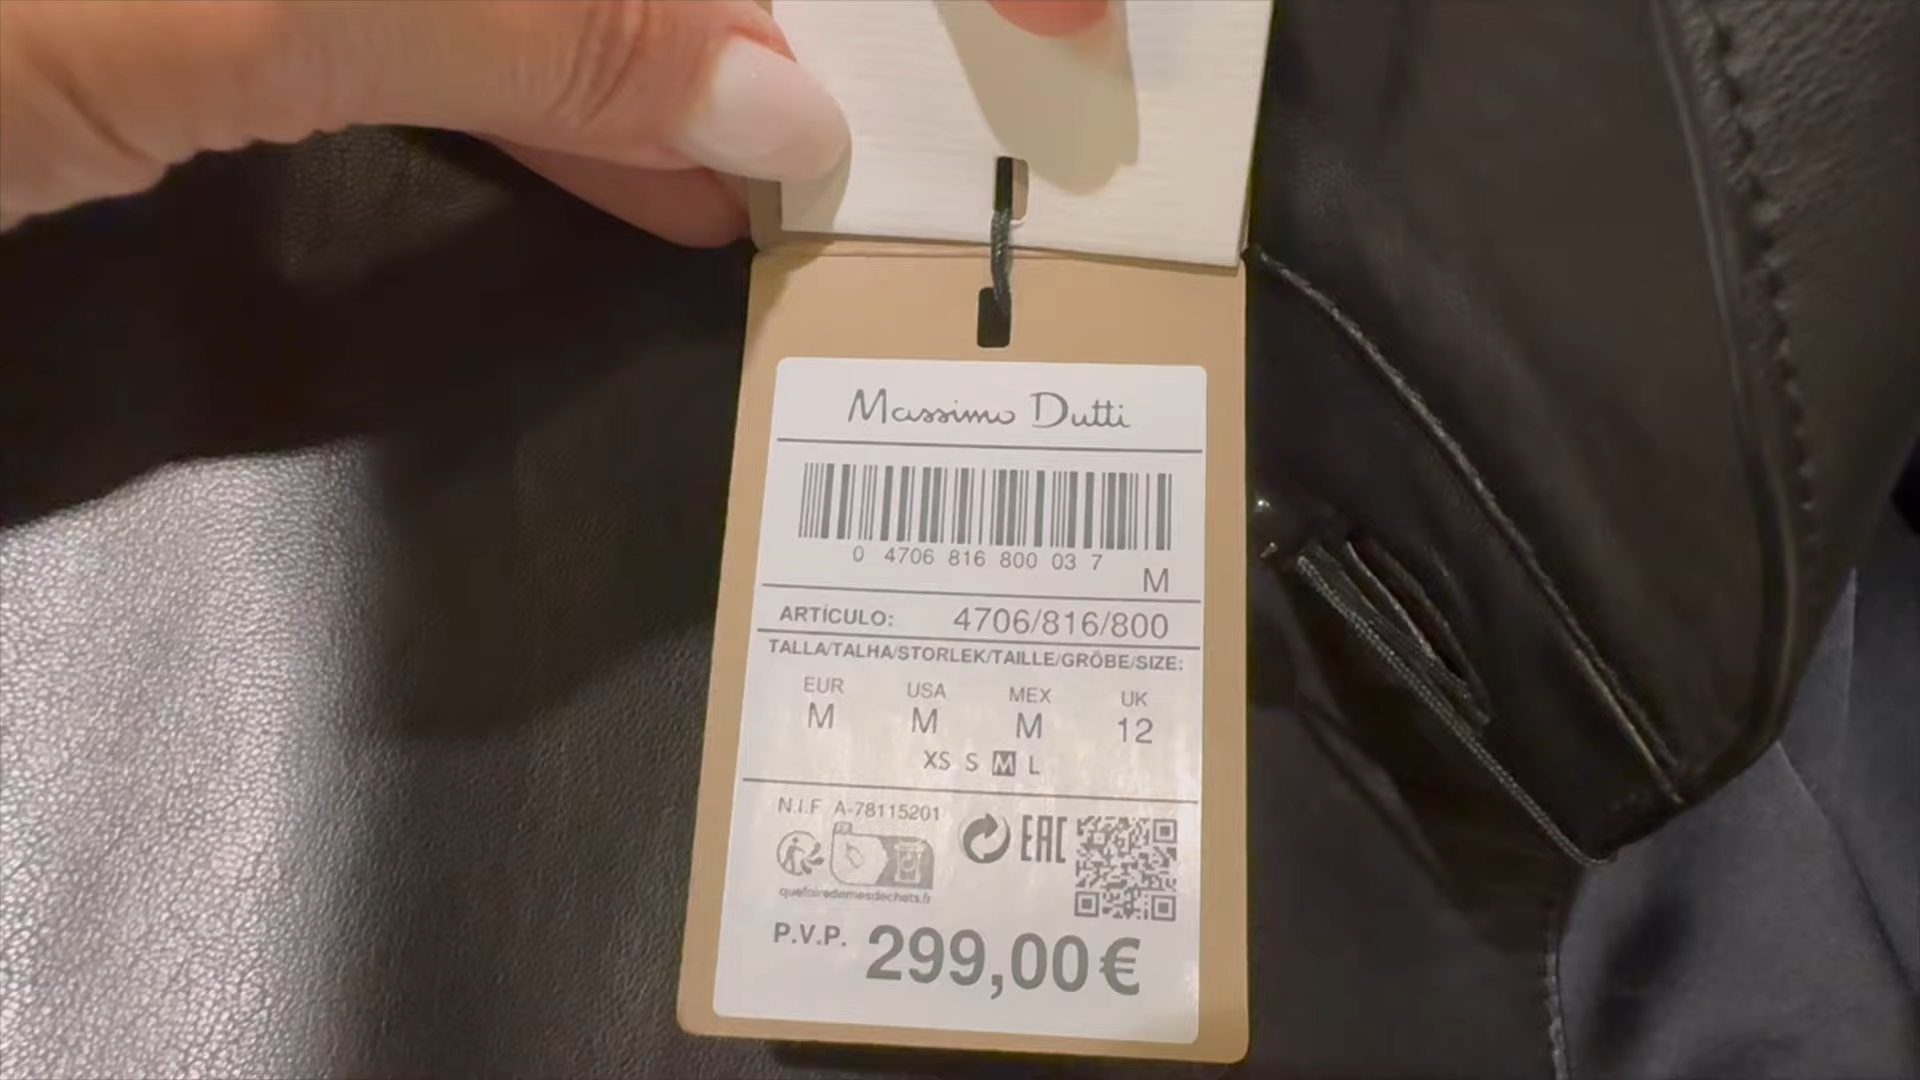 Massimo Dutti
0 4706 816 800 03 7
M
ARTÍCULO: 4706/816/800
TALLA/TALHA/STORLEK/TAILLE/GRÖBE/SIZE:
EUR USA MEX UK
M M M 12
XS S M L
N.I.F A-78115201
EAC
quefairedemesdechets.fr
P.V.P. 299,00€